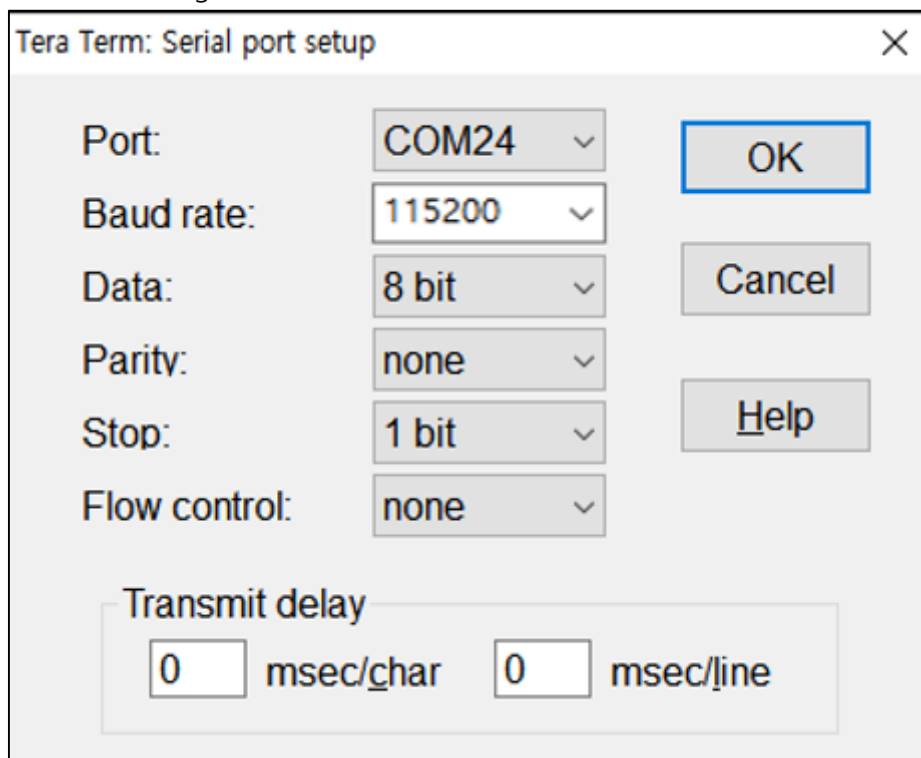 Tera Term: Serial port setup
Port: COM24
OK
Baud rate: 115200
Data: 8 bit
Cancel
Parity: none
Stop: 1 bit
Help
Flow control: none
Transmit delay
0 msec/char 0 msec/line